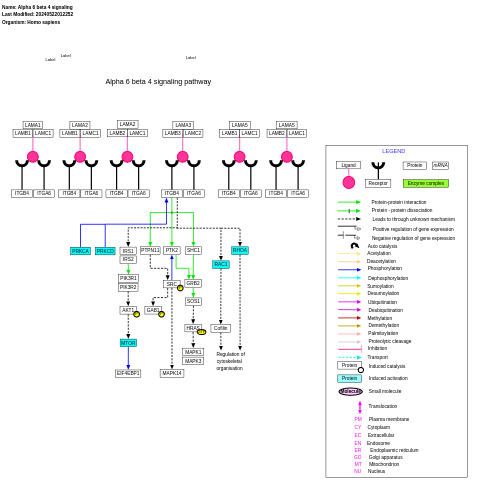 Name: Alpha 6 beta 4 signaling
Last Modified: 20240522012252
Organism: Homo sapiens
Label
Label
Label
Alpha 6 beta 4 signaling pathway
LAMA1 LAMA2 LAMA2 LAMA3 LAMA5 LAMA5
LAMB1 LAMC1 LAMB1 LAMC1 LAMB2 LAMC1 LAMB3 LAMC2 LAMB1 LAMC1 LAMB2 LAMC1
ITGB4 ITGA6 ITGB4 ITGA6 ITGB4 ITGA6 ITGB4 ITGA6 ITGB4 ITGA6 ITGB4 ITGA6
PRKCA PRKCD IRS1 PTPN11 PTK2 SHC1 RHOA
IRS2
RAC1
PIK3R1
PIK3R2
SRC GRB2
SOS1
AKT1 GAB1
HRAS Cofilin
MTOR
MAPK1
MAPK3
EIF4EBP1 MAPK14
Regulation of
cytoskeletal
organisation
LEGEND
Ligand Protein mRNA
Receptor Enzyme complex
Protein-protein interaction
Protein - protein dissociation
Leads to through unknown mechanism
Positive regulation of gene expression
Negative regulation of gene expression
Auto catalysis
Acetylation
Deacetylation
Phosphorylation
Dephosphorylation
Sumoylation
Desumoylation
Ubiquitination
Deubiquitination
Methylation
Demethylation
Palmitoylation
Proteolytic cleavage
Inhibition
Transport
Protein Induced catalysis
Protein Induced activation
Molecule Small molecule
Translocation
PM Plasma membrane
CY Cytoplasm
EC Extracellular
EN Endosome
ER Endoplasmic reticulum
GO Golgi apparatus
MT Mitochondrion
NU Nucleus